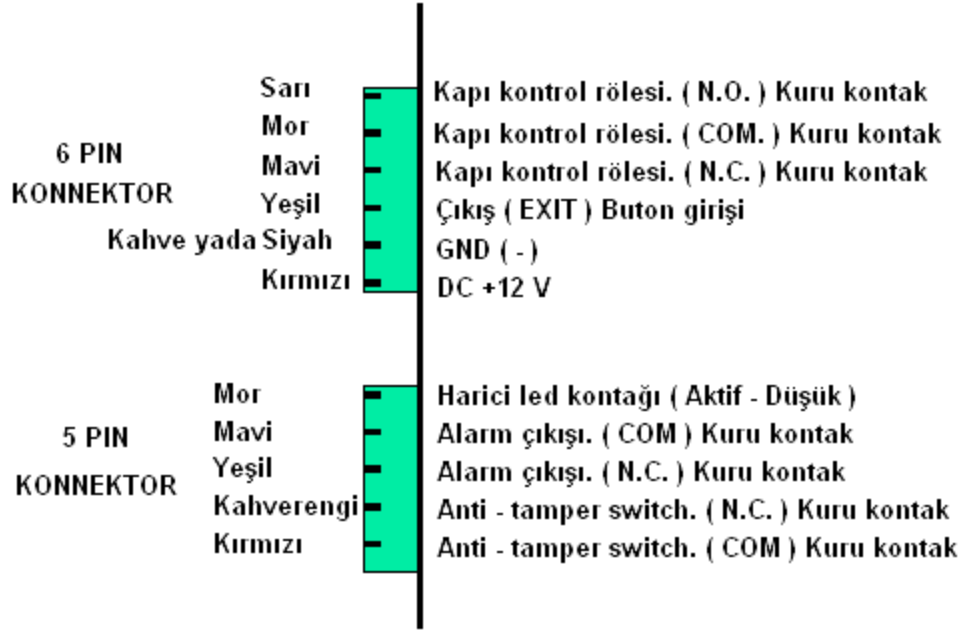 Sarı Kapı kontrol rölesi. ( N.O. ) Kuru kontak
Mor Kapı kontrol rölesi. ( COM. ) Kuru kontak
6 PIN
KONNEKTOR
Mavi Kapı kontrol rölesi. ( N.C. ) Kuru kontak
Yeşil Çıkış ( EXIT ) Buton girişi
Kahve yada Siyah GND ( - )
Kırmızı DC +12 V
Mor Harici led kontağı ( Aktif - Düşük )
5 PIN
KONNEKTOR
Mavi Alarm çıkışı. ( COM ) Kuru kontak
Yeşil Alarm çıkışı. ( N.C. ) Kuru kontak
Kahverengi Anti - tamper switch. ( N.C. ) Kuru kontak
Kırmızı Anti - tamper switch. ( COM ) Kuru kontak